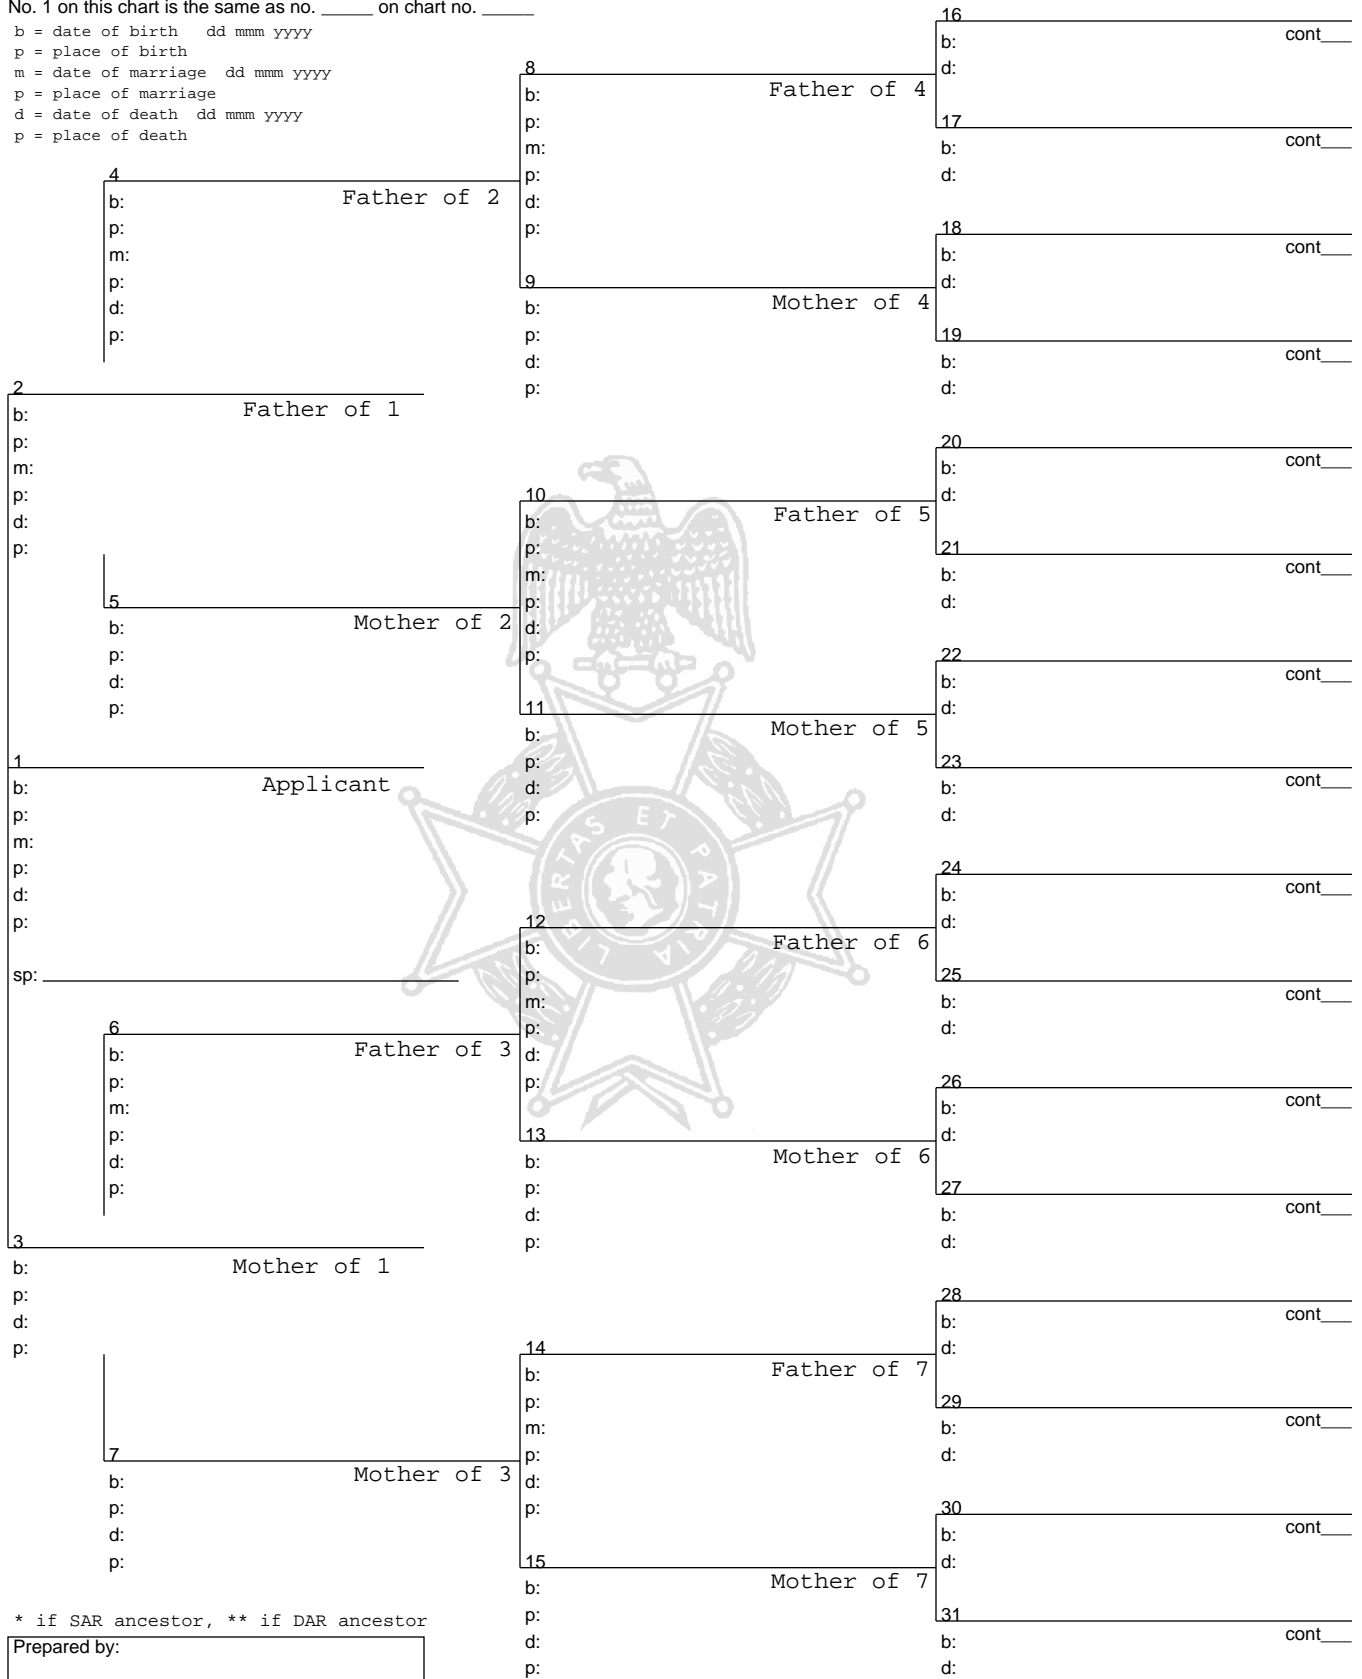 No. 1 on this chart is the same as no. _____ on chart no. _____
b = date of birth dd mmm yyyy
p = place of birth
m = date of marriage dd mmm yyyy
p = place of marriage
d = date of death dd mmm yyyy
p = place of death
2
Father of 1
b:
p:
m:
p:
d:
p:
1
Applicant
b:
p:
m:
p:
d:
p:
sp:
3
Mother of 1
b:
p:
d:
p:
4
Father of 2
b:
p:
m:
p:
d:
p:
5
Mother of 2
b:
p:
d:
p:
6
Father of 3
b:
p:
m:
p:
d:
p:
7
Mother of 3
b:
p:
d:
p:
8
Father of 4
b:
p:
m:
p:
d:
p:
9
Mother of 4
b:
p:
d:
p:
10
Father of 5
b:
p:
m:
p:
d:
p:
11
Mother of 5
b:
p:
d:
p:
12
Father of 6
b:
p:
m:
p:
d:
p:
13
Mother of 6
b:
p:
d:
p:
14
Father of 7
b:
p:
m:
p:
d:
p:
15
Mother of 7
b:
p:
d:
p:
16
b: cont___
d:
17
b: cont___
d:
18
b: cont___
d:
19
b: cont___
d:
20
b: cont___
d:
21
b: cont___
d:
22
b: cont___
d:
23
b: cont___
d:
24
b: cont___
d:
25
b: cont___
d:
26
b: cont___
d:
27
b: cont___
d:
28
b: cont___
d:
29
b: cont___
d:
30
b: cont___
d:
31
b: cont___
d:
LIBERTAS ET PATRIA
* if SAR ancestor, ** if DAR ancestor
Prepared by: